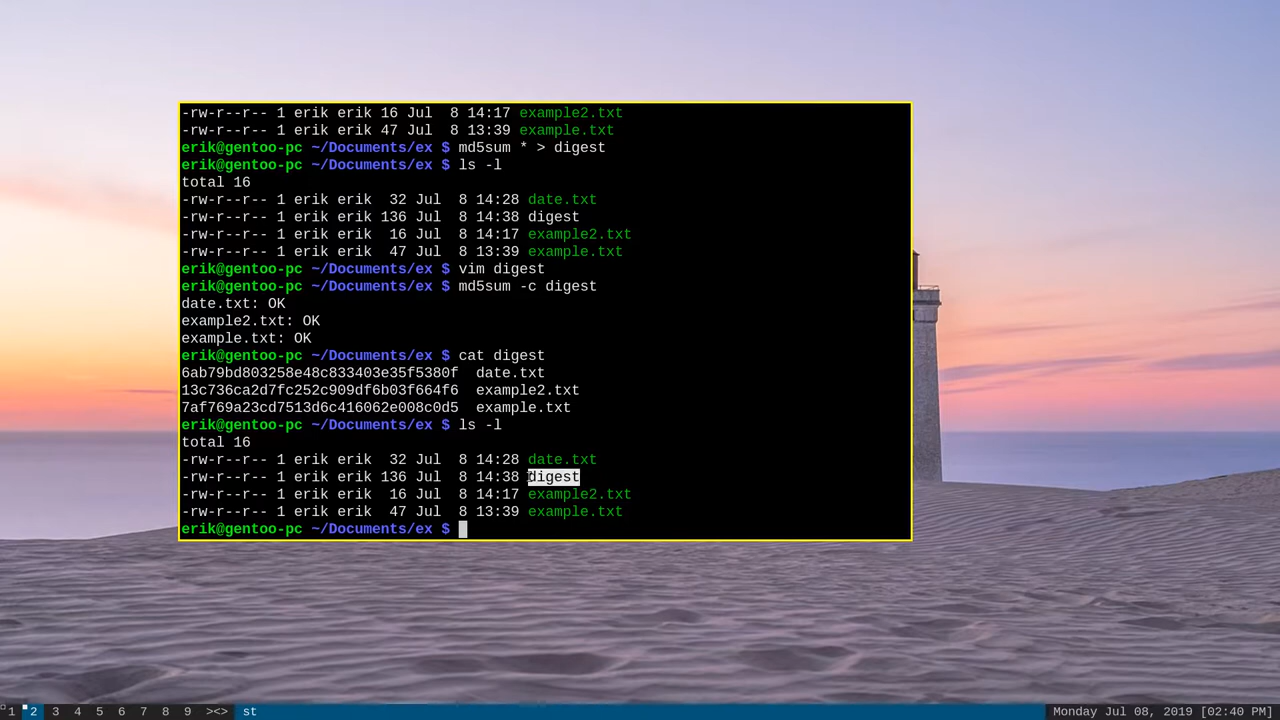 -rw-r--r-- 1 erik erik 16 Jul  8 14:17 example2.txt
-rw-r--r-- 1 erik erik 47 Jul  8 13:39 example.txt
erik@gentoo-pc ~/Documents/ex $ md5sum * > digest
erik@gentoo-pc ~/Documents/ex $ ls -l
total 16
-rw-r--r-- 1 erik erik  32 Jul  8 14:28 date.txt
-rw-r--r-- 1 erik erik 136 Jul  8 14:38 digest
-rw-r--r-- 1 erik erik  16 Jul  8 14:17 example2.txt
-rw-r--r-- 1 erik erik  47 Jul  8 13:39 example.txt
erik@gentoo-pc ~/Documents/ex $ vim digest
erik@gentoo-pc ~/Documents/ex $ md5sum -c digest
date.txt: OK
example2.txt: OK
example.txt: OK
erik@gentoo-pc ~/Documents/ex $ cat digest
6ab79bd803258e48c833403e35f5380f  date.txt
13c736ca2d7fc252c909df6b03f664f6  example2.txt
7af769a23cd7513d6c416062e008c0d5  example.txt
erik@gentoo-pc ~/Documents/ex $ ls -l
total 16
-rw-r--r-- 1 erik erik  32 Jul  8 14:28 date.txt
-rw-r--r-- 1 erik erik 136 Jul  8 14:38 digest
-rw-r--r-- 1 erik erik  16 Jul  8 14:17 example2.txt
-rw-r--r-- 1 erik erik  47 Jul  8 13:39 example.txt
erik@gentoo-pc ~/Documents/ex $
1 2 3 4 5 6 7 8 9 ><> st Monday Jul 08, 2019 [02:40 PM]